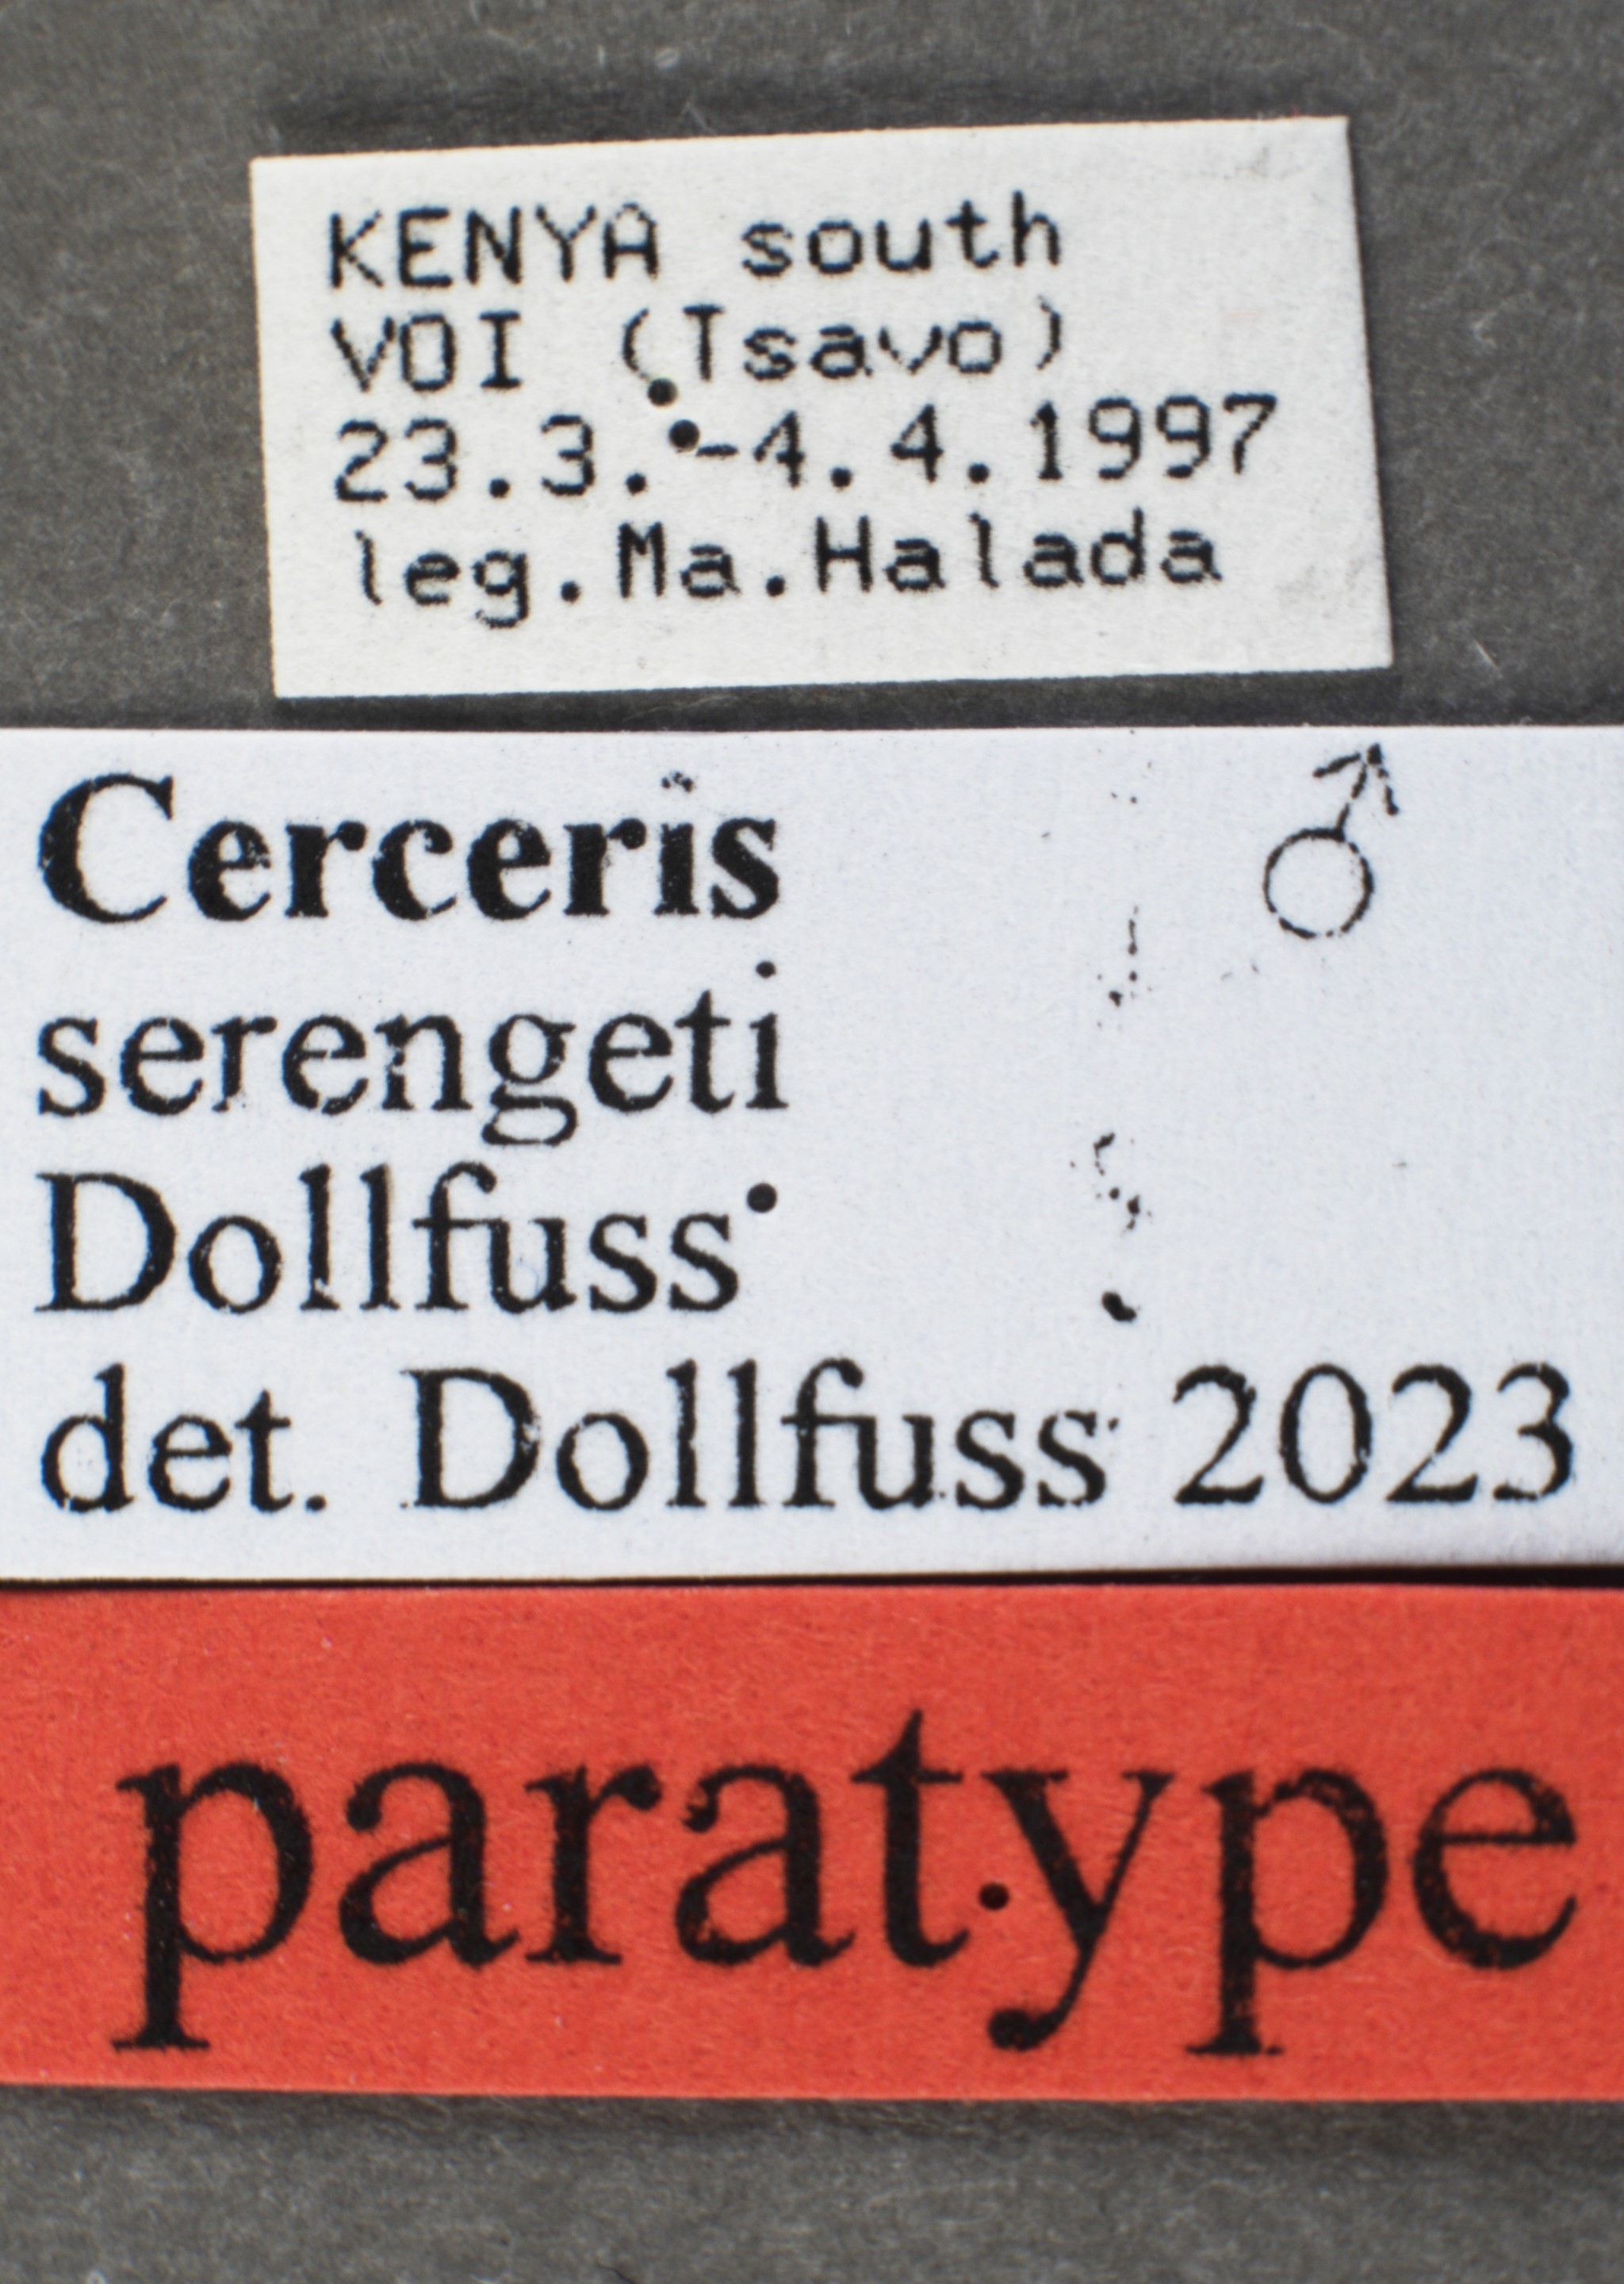 KENYA south
VOI (Tsavo)
23.3.-4.4.1997
leg.Ma.Halada
Cerceris ♂
serengeti
Dollfuss
det. Dollfuss 2023
paratype